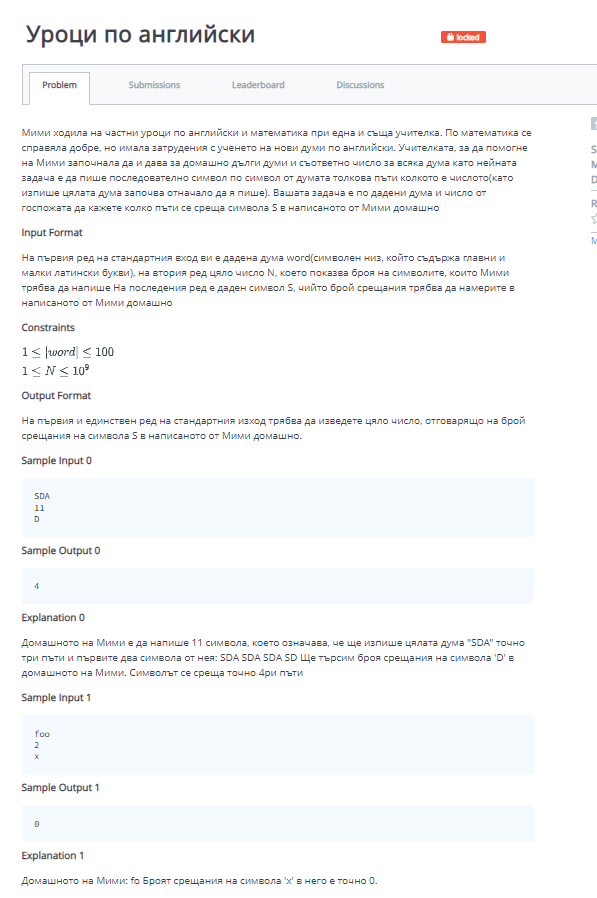 Уроци по английски
locked
Problem
Submissions
Leaderboard
Discussions
Мими ходила на частни уроци по английски и математика при една и съща учителка. По математика се
справяла добре, но имала затруднения с ученето на нови думи по английски. Учителката, за да помогне
на Мими започнала да и дава за домашно дълги думи и съответно число за всяка дума като нейната
задача е да пише последователно символ по символ от думата толкова пъти колкото е числото(като
изпише цялата дума започва отначало да я пише). Вашата задача е по дадени дума и число от
госпожата да кажете колко пъти се среща символа S в написаното от Мими домашно
Input Format
На първия ред на стандартния вход ви е дадена дума word(символен низ, който съдържа главни и
малки латински букви), на втория ред цяло число N, което показва броя на символите, които Мими
трябва да напише На последения ред е даден символ S, чийто брой срещания трябва да намерите в
написаното от Мими домашно
Constraints
1 ≤ |word| ≤ 100
1 ≤ N ≤ 10⁹
Output Format
На първия и единствен ред на стандартния изход трябва да изведете цяло число, отговарящо на брой
срещания на символа S в написаното от Мими домашно.
Sample Input 0
SDA
11
D
Sample Output 0
4
Explanation 0
Домашното на Мими е да напише 11 символа, което означава, че ще изпише цялата дума "SDA" точно
три пъти и първите два символа от нея: SDA SDA SDA SD Ще търсим броя срещания на символа 'D' в
домашното на Мими. Символът се среща точно 4ри пъти
Sample Input 1
foo
2
x
Sample Output 1
0
Explanation 1
Домашното на Мими: fo Броят срещания на символа 'x' в него е точно 0.
S
M
D
R
M